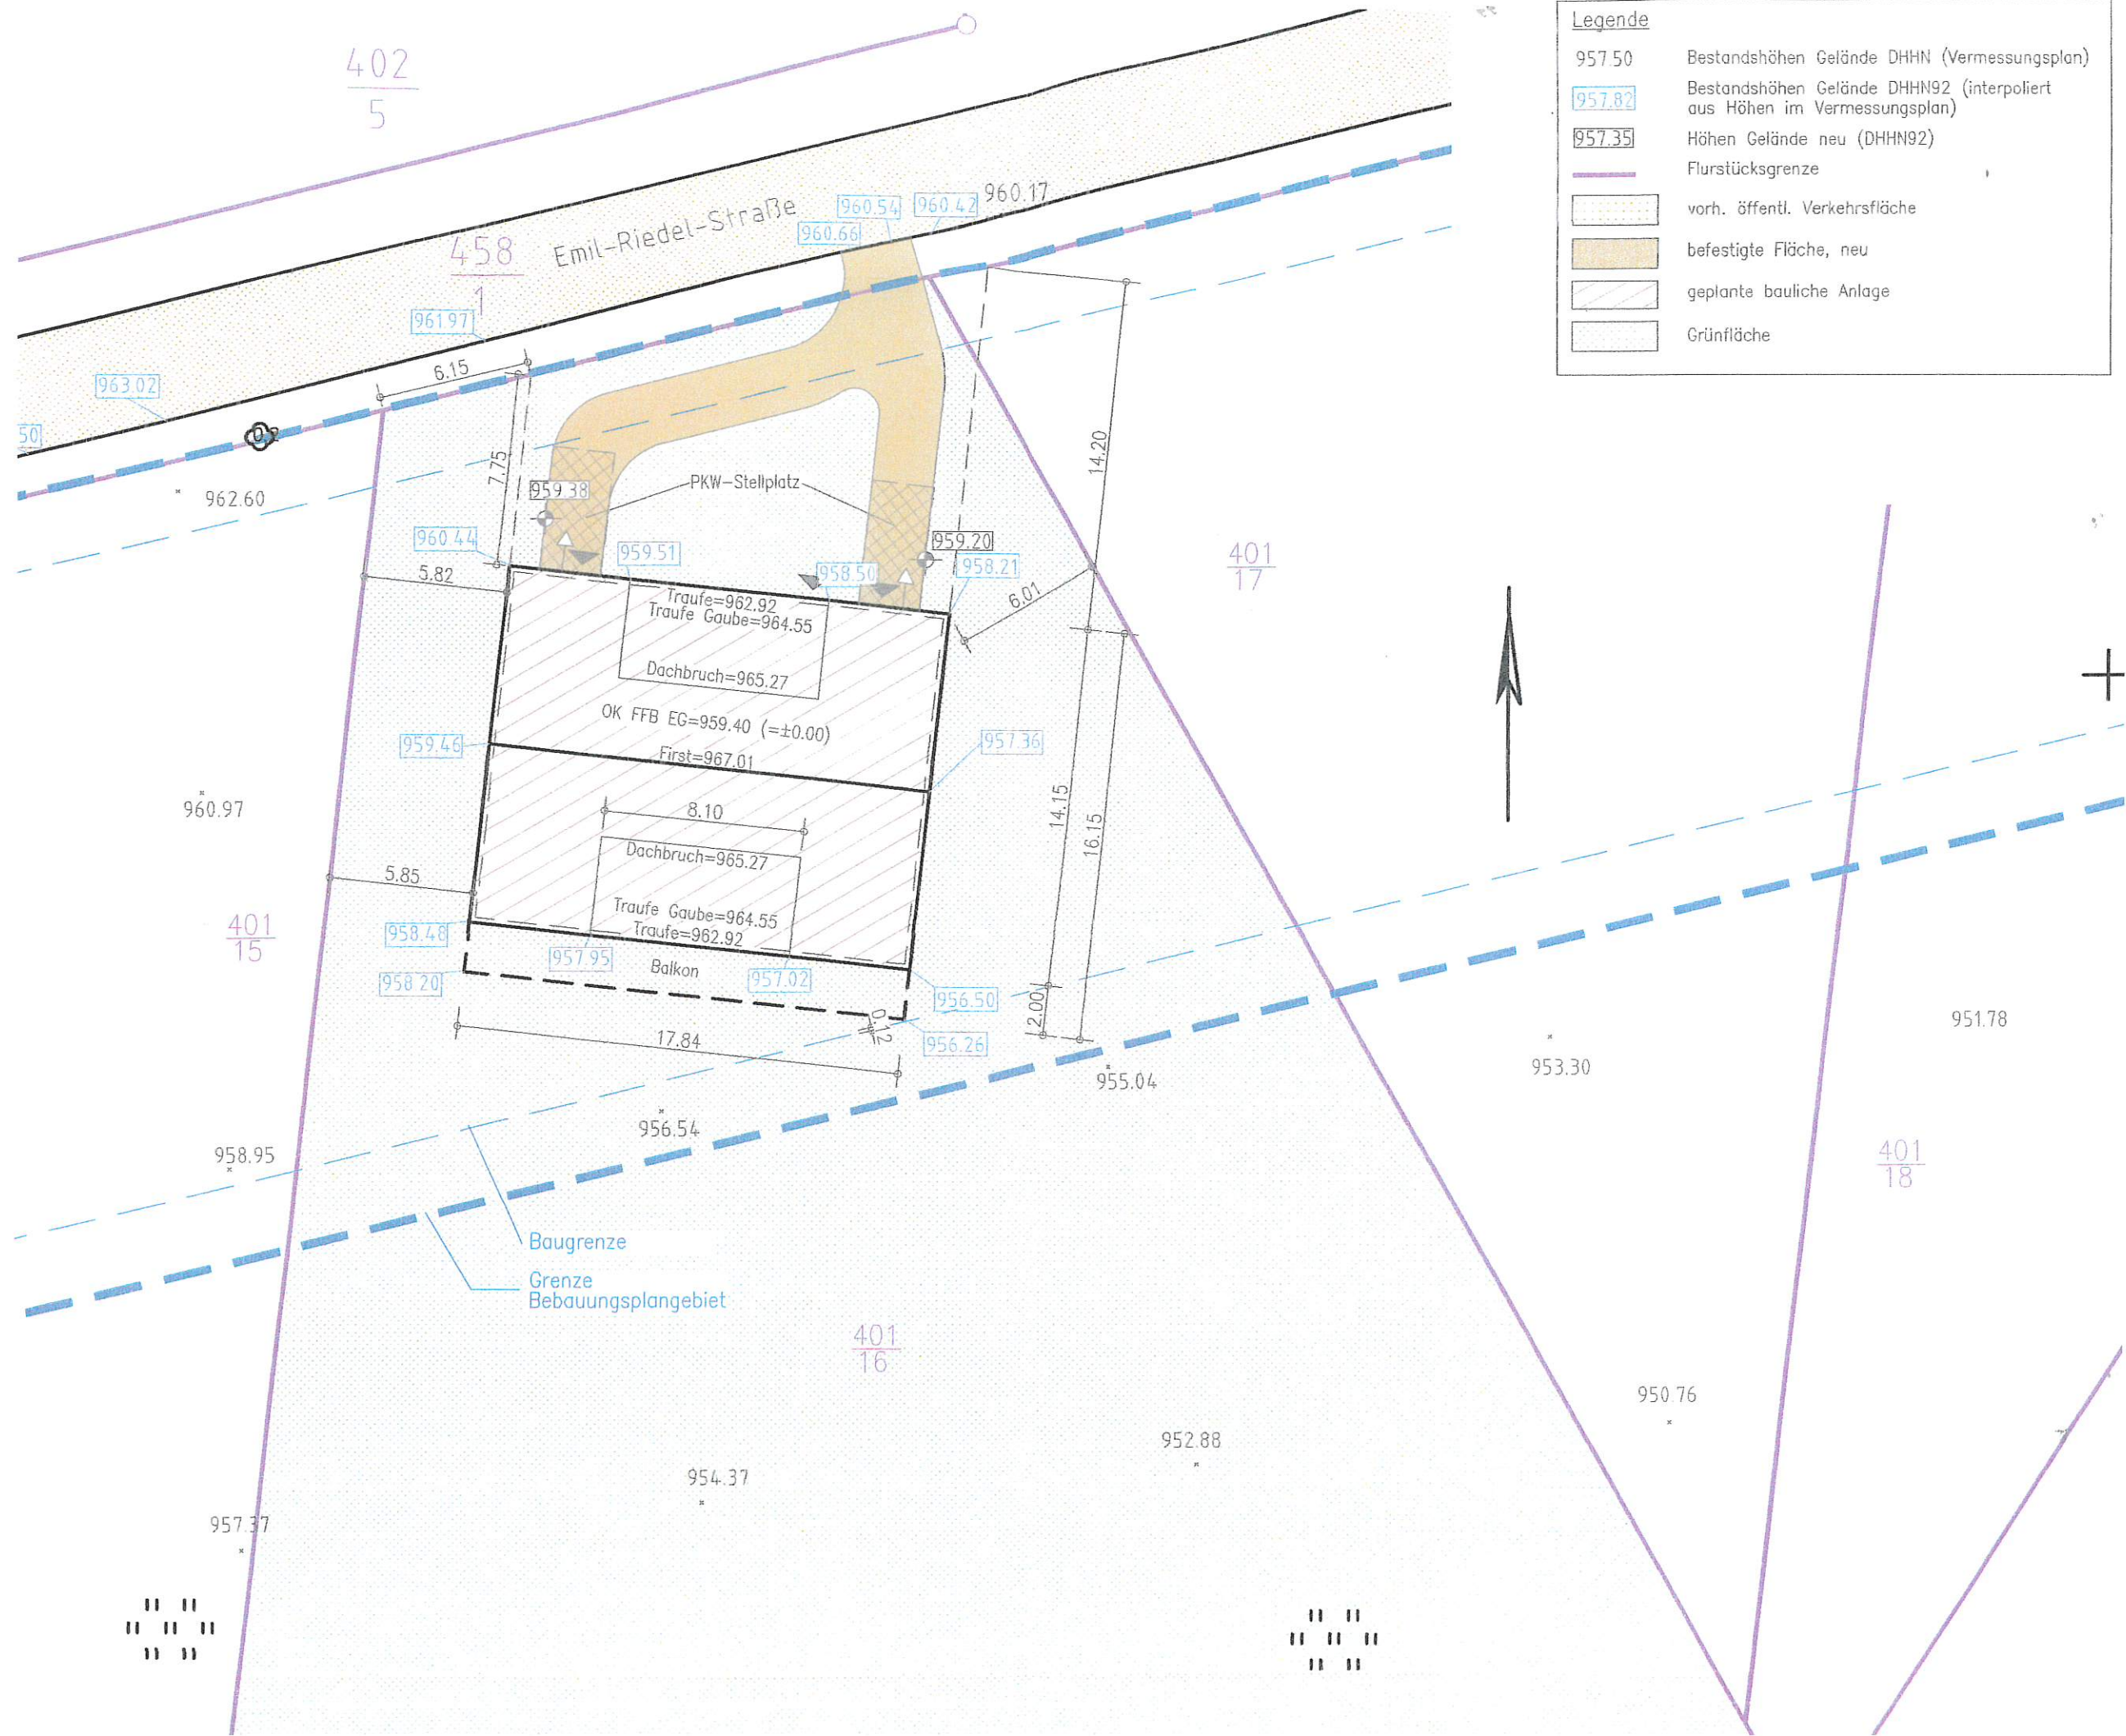 Legende
957.50 Bestandshöhen Gelände DHHN (Vermessungsplan)
957.82 Bestandshöhen Gelände DHHN92 (interpoliert
aus Höhen im Vermessungsplan)
957.35 Höhen Gelände neu (DHHN92)
Flurstücksgrenze
vorh. öffentl. Verkehrsfläche
befestigte Fläche, neu
geplante bauliche Anlage
Grünfläche
402
5
458
1
Emil-Riedel-Straße
960.54
960.42
960.17
960.66
961.97
963.02
50
6.15
7.75
962.60
959.38
PKW-Stellplatz
14.20
960.44
959.51
958.50
959.20
958.21
401
17
5.82
6.01
Traufe=962.92
Traufe Gaube=964.55
Dachbruch=965.27
OK FFB EG=959.40 (=±0.00)
959.46
First=967.01
957.36
960.97
8.10
14.15
16.15
Dachbruch=965.27
5.85
Traufe Gaube=964.55
Traufe=962.92
401
15
958.48
957.95
Balkon
957.02
958.20
956.50
2.00
0.12
956.26
17.84
951.78
953.30
955.04
956.54
958.95
401
18
Baugrenze
Grenze
Bebauungsplangebiet
401
16
950.76
952.88
954.37
957.37